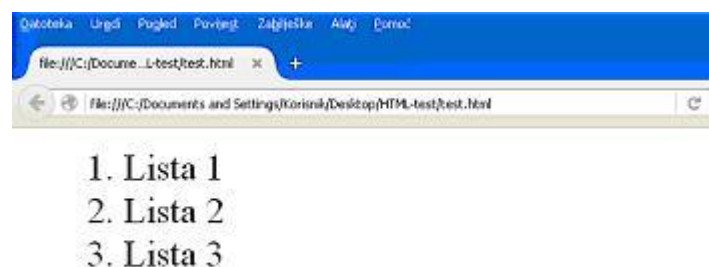 Datoteka Uredi Pogled Povijest Zabilješke Alati Pomoć
file:///C:/Docume...L-test/test.html × +
file:///C:/Documents and Settings/Korisnik/Desktop/HTML-test/test.html
1. Lista 1
2. Lista 2
3. Lista 3